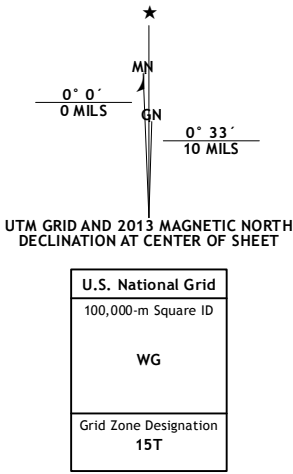 ★
MN
GN
0° 0´
0 MILS
0° 33´
10 MILS
UTM GRID AND 2013 MAGNETIC NORTH
DECLINATION AT CENTER OF SHEET
U.S. National Grid
100,000-m Square ID
WG
Grid Zone Designation
15T